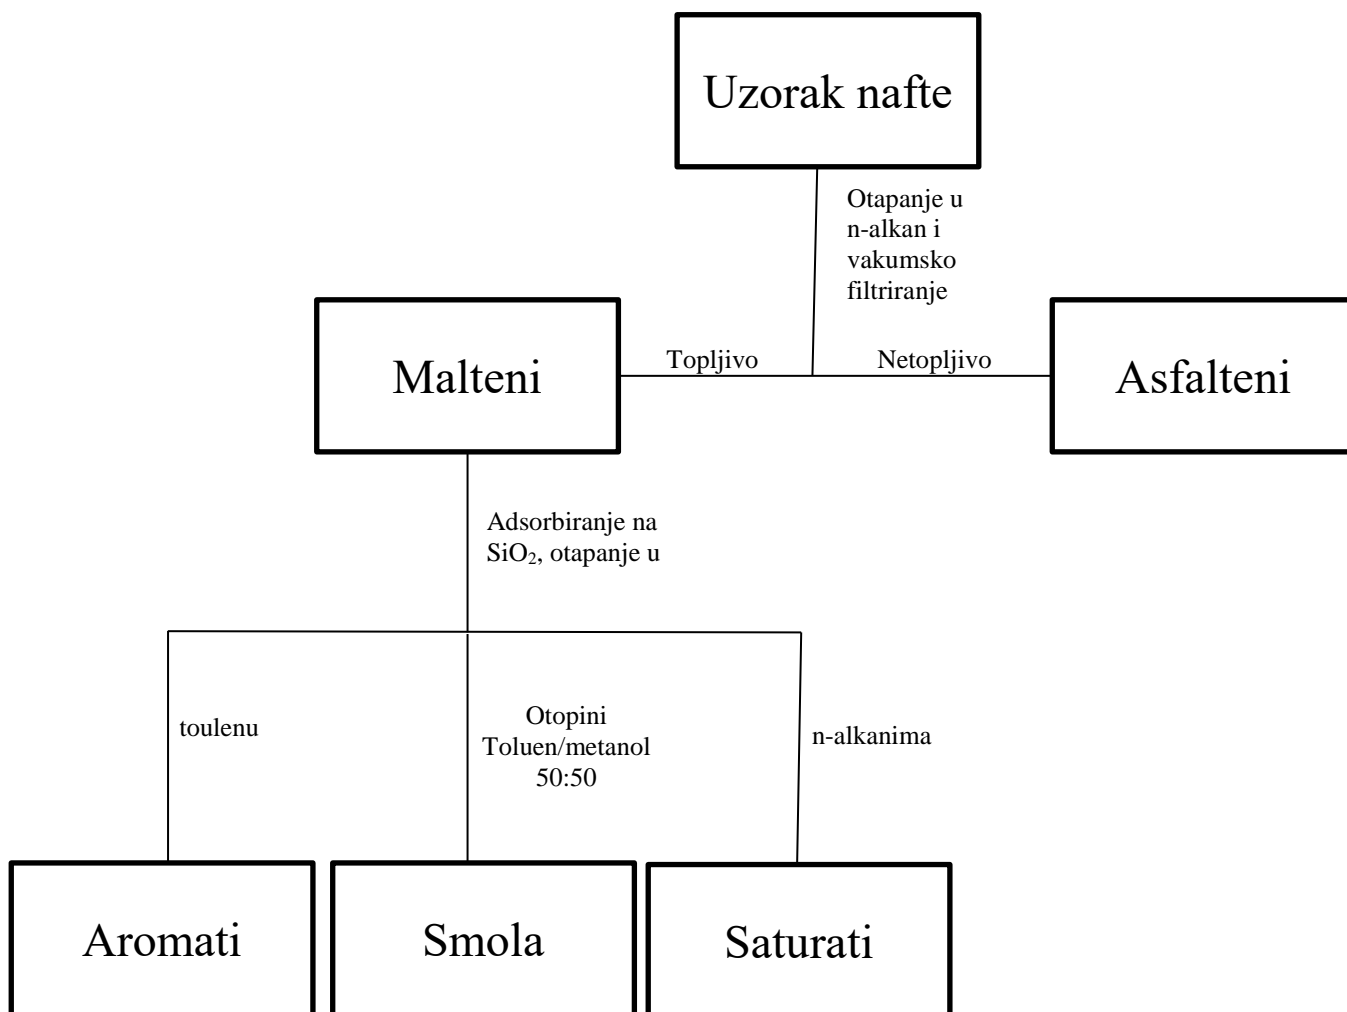 Uzorak nafte
Otapanje u
n-alkan i
vakumsko
filtriranje
Malteni
Topljivo
Netopljivo
Asfalteni
Adsorbiranje na
SiO₂, otapanje u
toulenu
Otopini
Toluen/metanol
50:50
n-alkanima
Aromati
Smola
Saturati